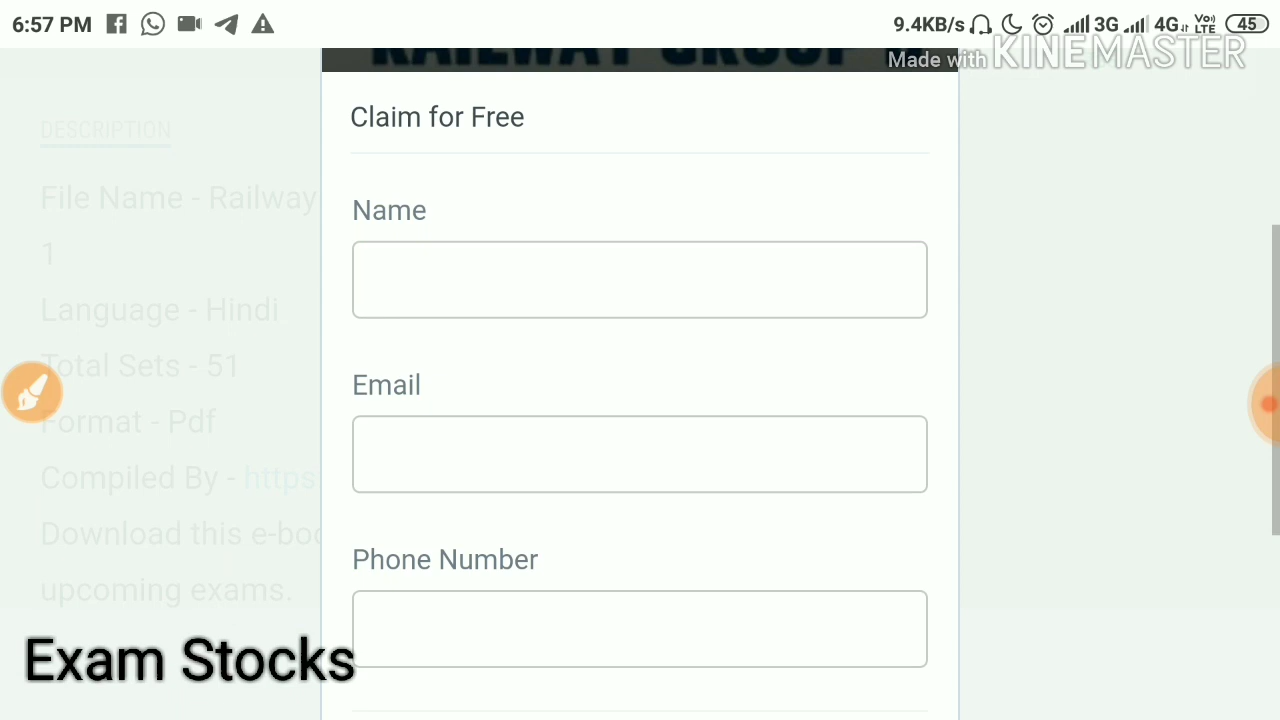 6:57 PM
9.4KB/s 3G 4G Vo)) LTE 45
RAILWAY GROUP
Made with KINEMASTER
Claim for Free
DESCRIPTION
File Name - Railway
1
Language - Hindi
Total Sets - 51
Format - Pdf
Compiled By - https
Download this e-boo
upcoming exams.
Name
Email
Phone Number
Exam Stocks